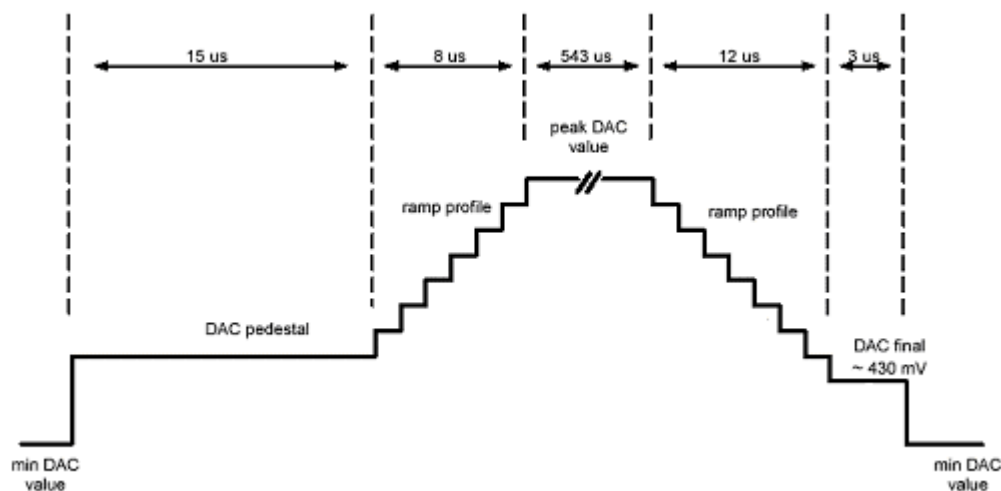 15 us
8 us
543 us
12 us
3 us
peak DAC
value
ramp profile
ramp profile
DAC pedestal
DAC final
~ 430 mV
min DAC
value
min DAC
value